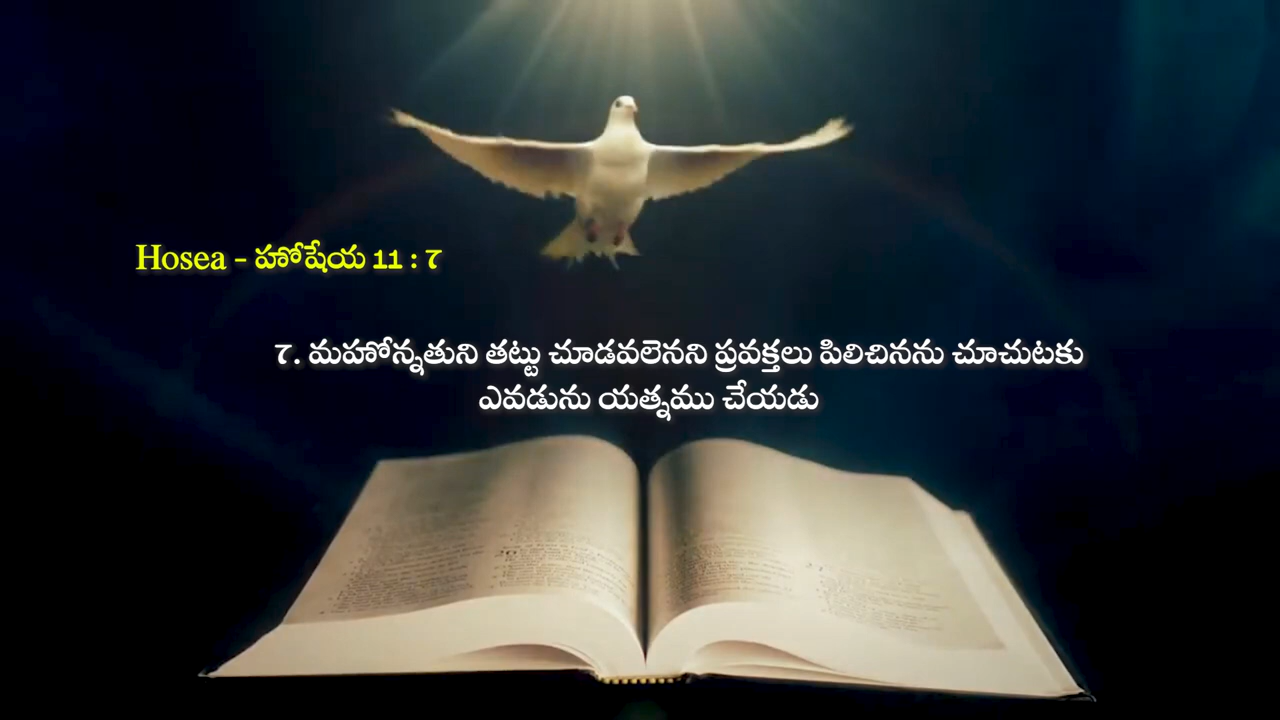 Hosea - హోషేయ 11 : 7
7. మహోన్నతుని తట్టు చూడవలెనని ప్రవక్తలు పిలిచినను చూచుటకు
ఎవడును యత్నము చేయడు